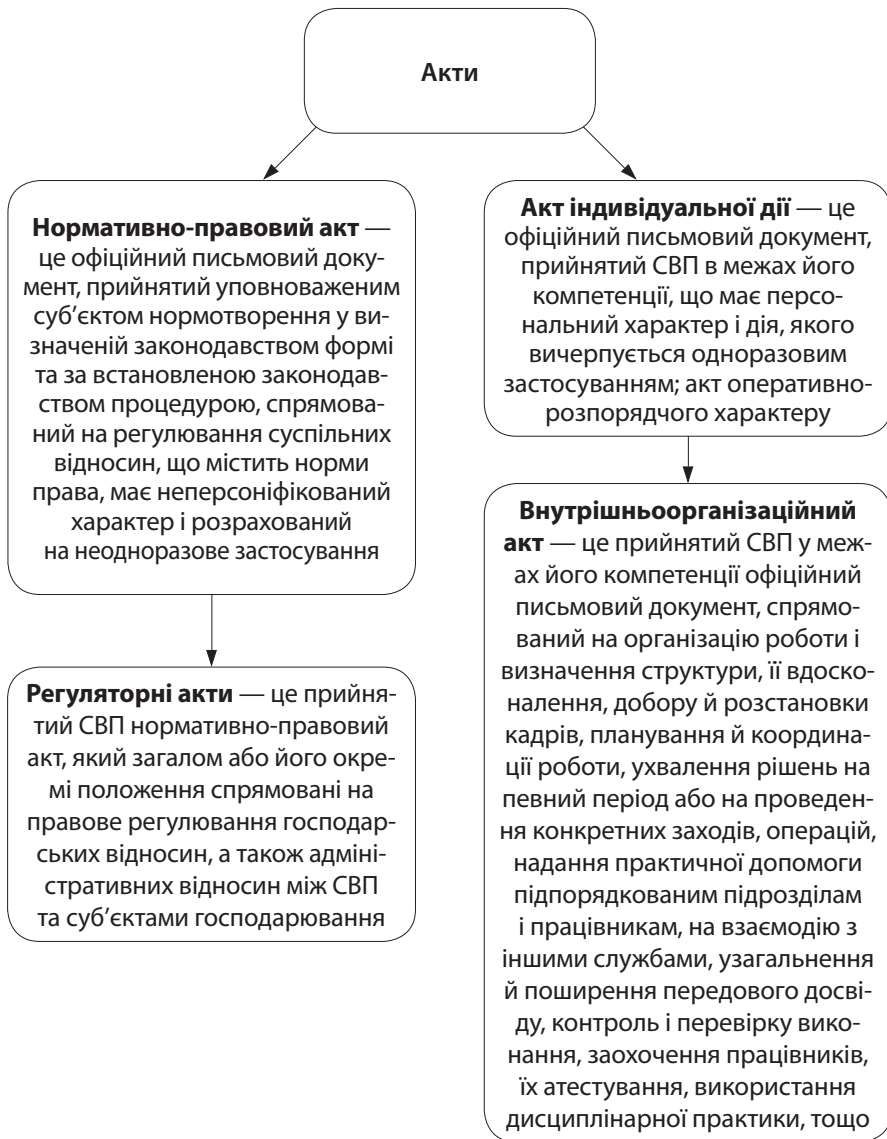 Акти
Нормативно-правовий акт —
це офіційний письмовий доку-
мент, прийнятий уповноваженим
суб’єктом нормотворення у ви-
значеній законодавством формі
та за встановленою законодав-
ством процедурою, спрямова-
ний на регулювання суспільних
відносин, що містить норми
права, має неперсоніфікований
характер і розрахований
на неодноразове застосування
Регуляторні акти — це прийня-
тий СВП нормативно-правовий
акт, який загалом або його окре-
мі положення спрямовані на
правове регулювання господар-
ських відносин, а також адміні-
стративних відносин між СВП
та суб’єктами господарювання
Акт індивідуальної дії — це
офіційний письмовий документ,
прийнятий СВП в межах його
компетенції, що має персо-
нальний характер і дія, якого
вичерпується одноразовим
застосуванням; акт оперативно-
розпорядчого характеру
Внутрішньоорганізаційний
акт — це прийнятий СВП у меж-
ах його компетенції офіційний
письмовий документ, спрямо-
ваний на організацію роботи і
визначення структури, її вдоско-
налення, добору й розстановки
кадрів, планування й координа-
ції роботи, ухвалення рішень на
певний період або на проведен-
ня конкретних заходів, операцій,
надання практичної допомоги
підпорядкованим підрозділам
і працівникам, на взаємодію з
іншими службами, узагальнення
й поширення передового досві-
ду, контроль і перевірку вико-
нання, заохочення працівників,
їх атестування, використання
дисциплінарної практики, тощо